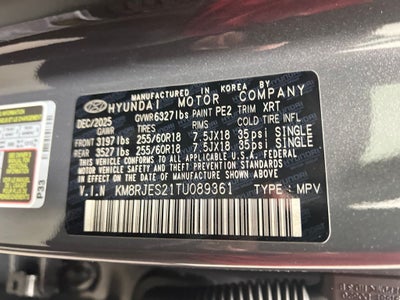 MANUFACTURED IN KOREA BY
HYUNDAI MOTOR COMPANY
DEC/2025 GVWR 6327lbs PAINT PE2 TRIM XRT
TIRES RIMS COLD TIRE INFL
FRONT 3197lbs 255/60R18 7.5JX18 35psi SINGLE
REAR 3527lbs 255/60R18 7.5JX18 35psi SINGLE
THIS VEHICLE CONFORMS TO ALL APPLICABLE U.S.A. FEDERAL
MOTOR VEHICLE SAFETY, BUMPER, AND THEFT PREVENTION
STANDARDS IN EFFECT ON THE DATE OF MANUFACTURE SHOWN ABOVE
V.I.N KM8RJES21TU089361 TYPE : MPV
P33